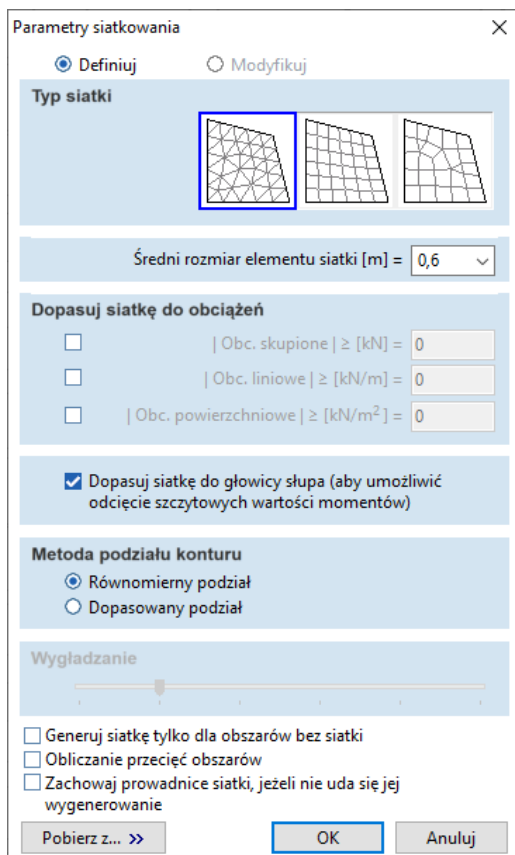 Parametry siatkowania
Definiuj Modyfikuj
Typ siatki
Średni rozmiar elementu siatki [m] = 0,6
Dopasuj siatkę do obciążeń
| Obc. skupione | ≥ [kN] = 0
| Obc. liniowe | ≥ [kN/m] = 0
| Obc. powierzchniowe | ≥ [kN/m²] = 0
Dopasuj siatkę do głowicy słupa (aby umożliwić
odcięcie szczytowych wartości momentów)
Metoda podziału konturu
Równomierny podział
Dopasowany podział
Wygładzanie
Generuj siatkę tylko dla obszarów bez siatki
Obliczanie przecięć obszarów
Zachowaj prowadnice siatki, jeżeli nie uda się jej
wygenerowanie
Pobierz z... >> OK Anuluj